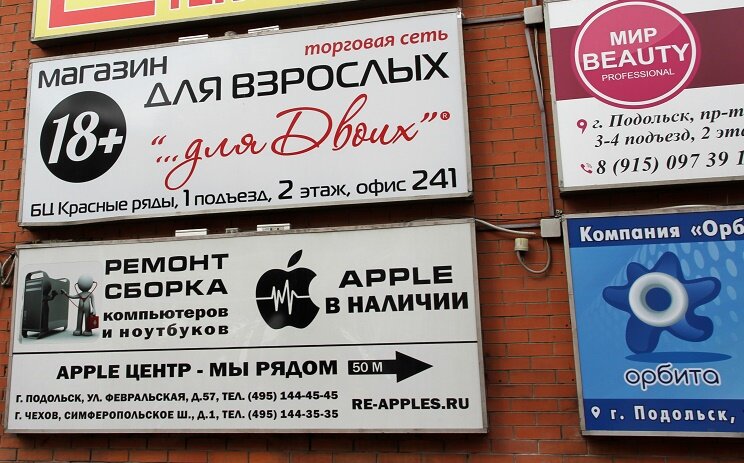 торговая сеть
магазин
для взрослых
18+
“...для Двоих”®
БЦ Красные ряды, 1 подъезд, 2 этаж, офис 241
МИР
BEAUTY
PROFESSIONAL
г. Подольск, пр-т
3-4 подъезд, 2 эта
8 (915) 097 39 1
РЕМОНТ
СБОРКА
КОМПЬЮТЕРОВ
И НОУТБУКОВ
APPLE
В НАЛИЧИИ
APPLE ЦЕНТР - МЫ РЯДОМ
50 М
Г. ПОДОЛЬСК, УЛ. ФЕВРАЛЬСКАЯ, Д.57, ТЕЛ. (495) 144-45-45
Г. ЧЕХОВ, СИМФЕРОПОЛЬСКОЕ Ш., Д.1, ТЕЛ. (495) 144-35-35
RE-APPLES.RU
Компания «Орб
орбита
г. Подольск,